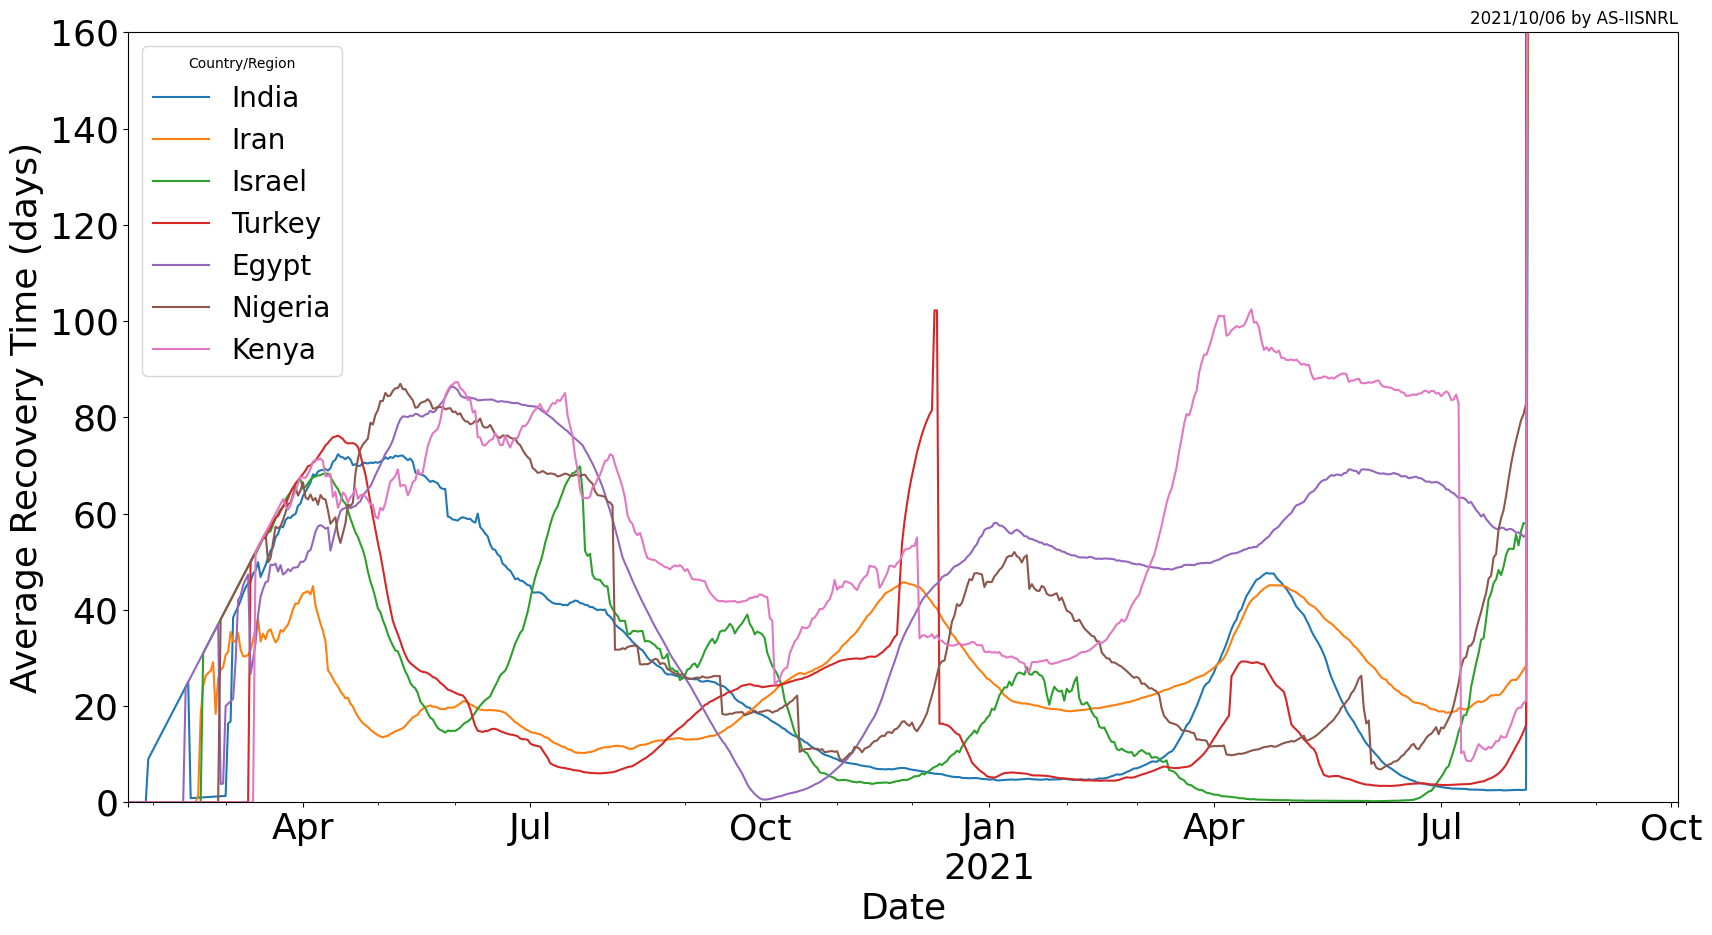 2021/10/06 by AS-IISNRL
160
140
120
100
80
60
40
20
0
Average Recovery Time (days)
Country/Region
India
Iran
Israel
Turkey
Egypt
Nigeria
Kenya
Apr Jul Oct Jan Apr Jul Oct
2021
Date